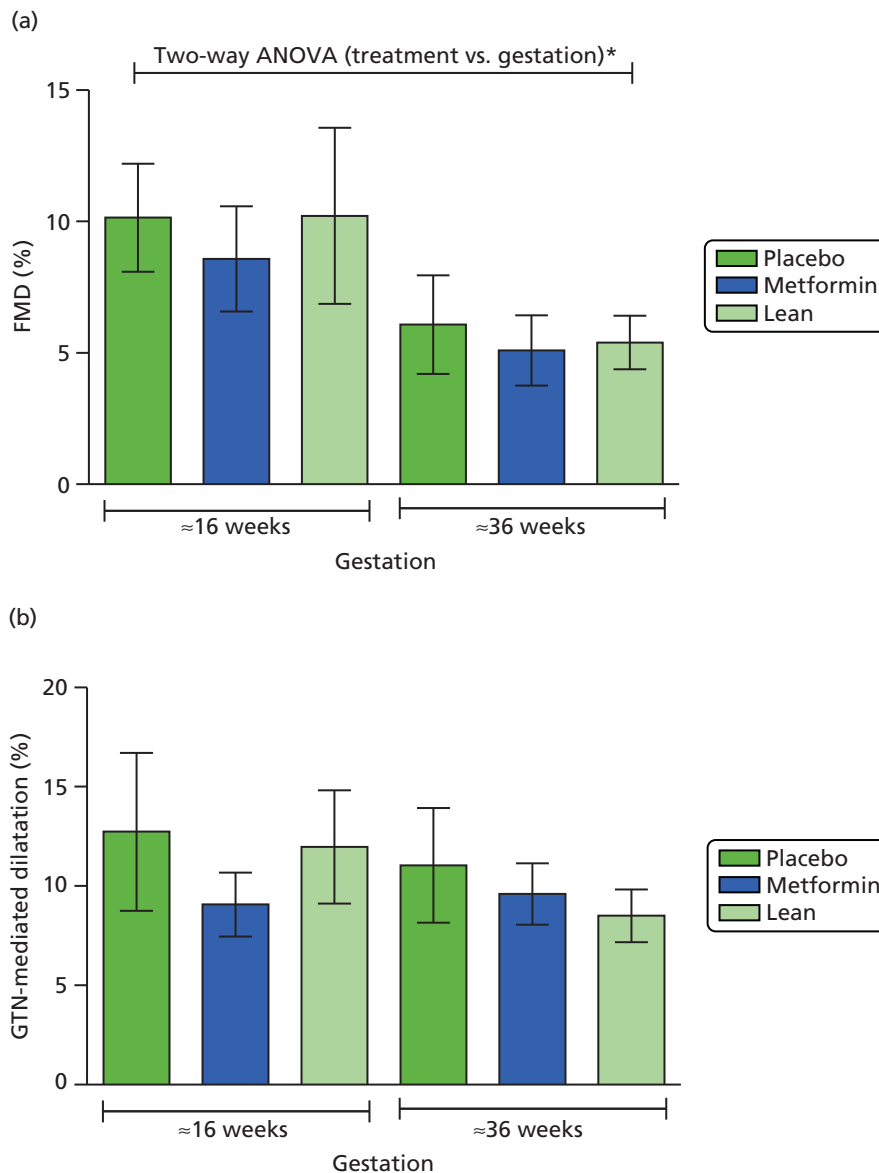 (a)
Two-way ANOVA (treatment vs. gestation)*
15
10
5
0
FMD (%)
≈16 weeks
≈36 weeks
Gestation
Placebo
Metformin
Lean
(b)
20
15
10
5
0
GTN-mediated dilatation (%)
≈16 weeks
≈36 weeks
Gestation
Placebo
Metformin
Lean